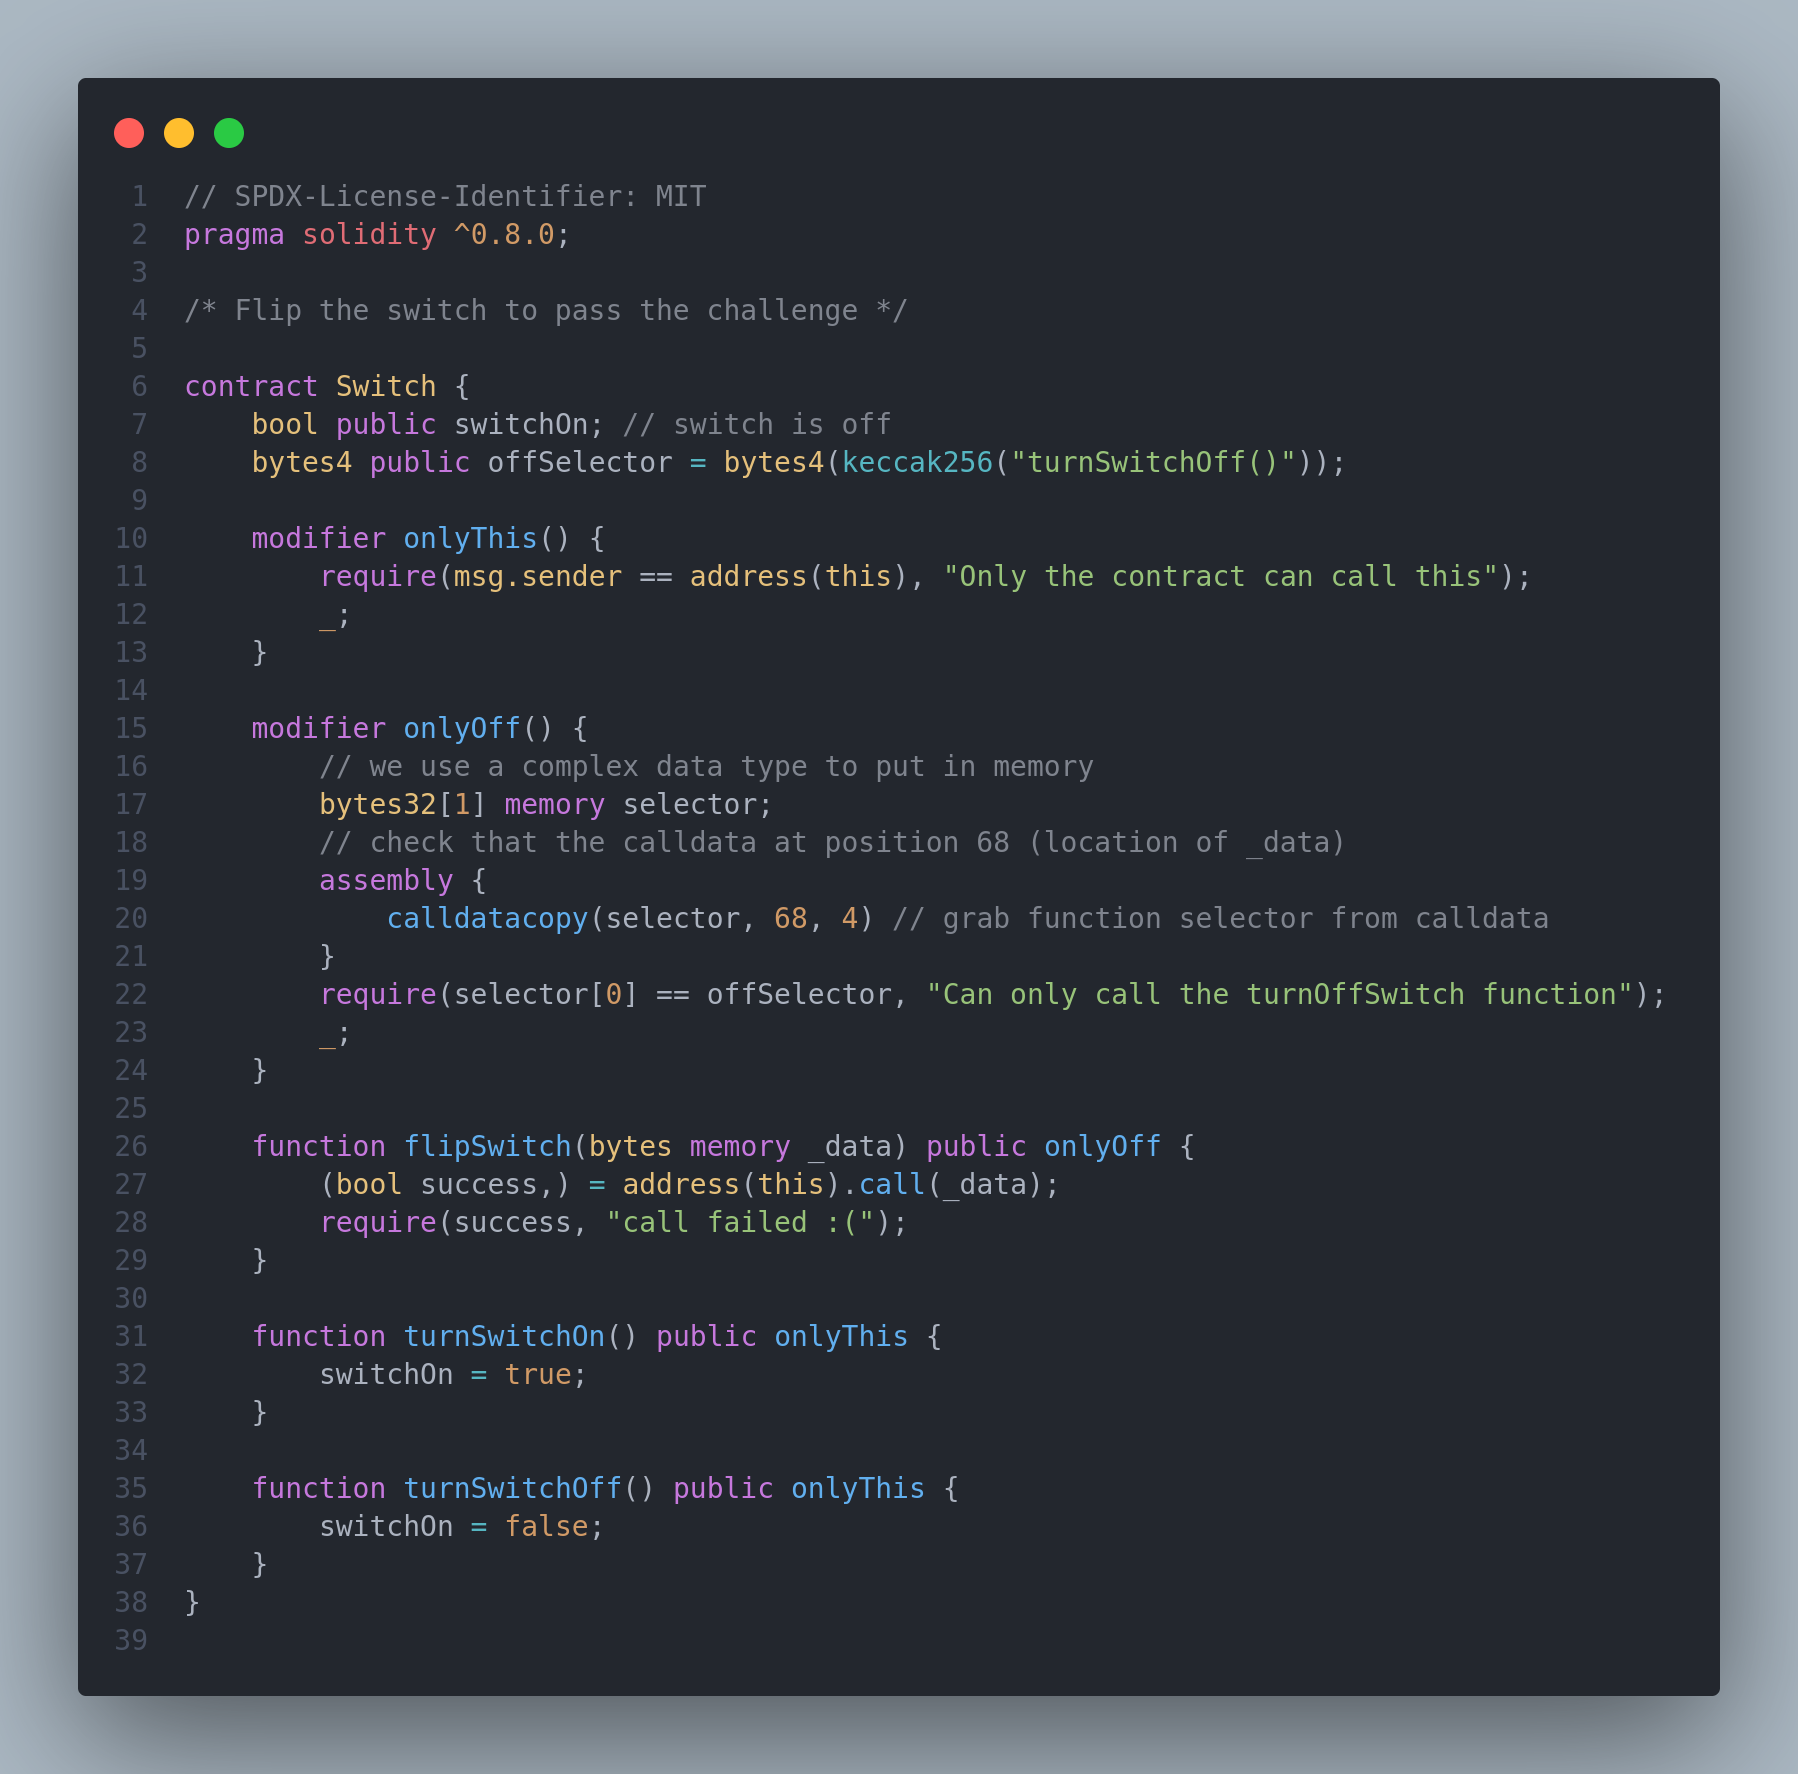 1 // SPDX-License-Identifier: MIT
2 pragma solidity ^0.8.0;
3
4 /* Flip the switch to pass the challenge */
5
6 contract Switch {
7     bool public switchOn; // switch is off
8     bytes4 public offSelector = bytes4(keccak256("turnSwitchOff()"));
9
10     modifier onlyThis() {
11         require(msg.sender == address(this), "Only the contract can call this");
12         _;
13     }
14
15     modifier onlyOff() {
16         // we use a complex data type to put in memory
17         bytes32[1] memory selector;
18         // check that the calldata at position 68 (location of _data)
19         assembly {
20             calldatacopy(selector, 68, 4) // grab function selector from calldata
21         }
22         require(selector[0] == offSelector, "Can only call the turnOffSwitch function");
23         _;
24     }
25
26     function flipSwitch(bytes memory _data) public onlyOff {
27         (bool success,) = address(this).call(_data);
28         require(success, "call failed :(");
29     }
30
31     function turnSwitchOn() public onlyThis {
32         switchOn = true;
33     }
34
35     function turnSwitchOff() public onlyThis {
36         switchOn = false;
37     }
38 }
39